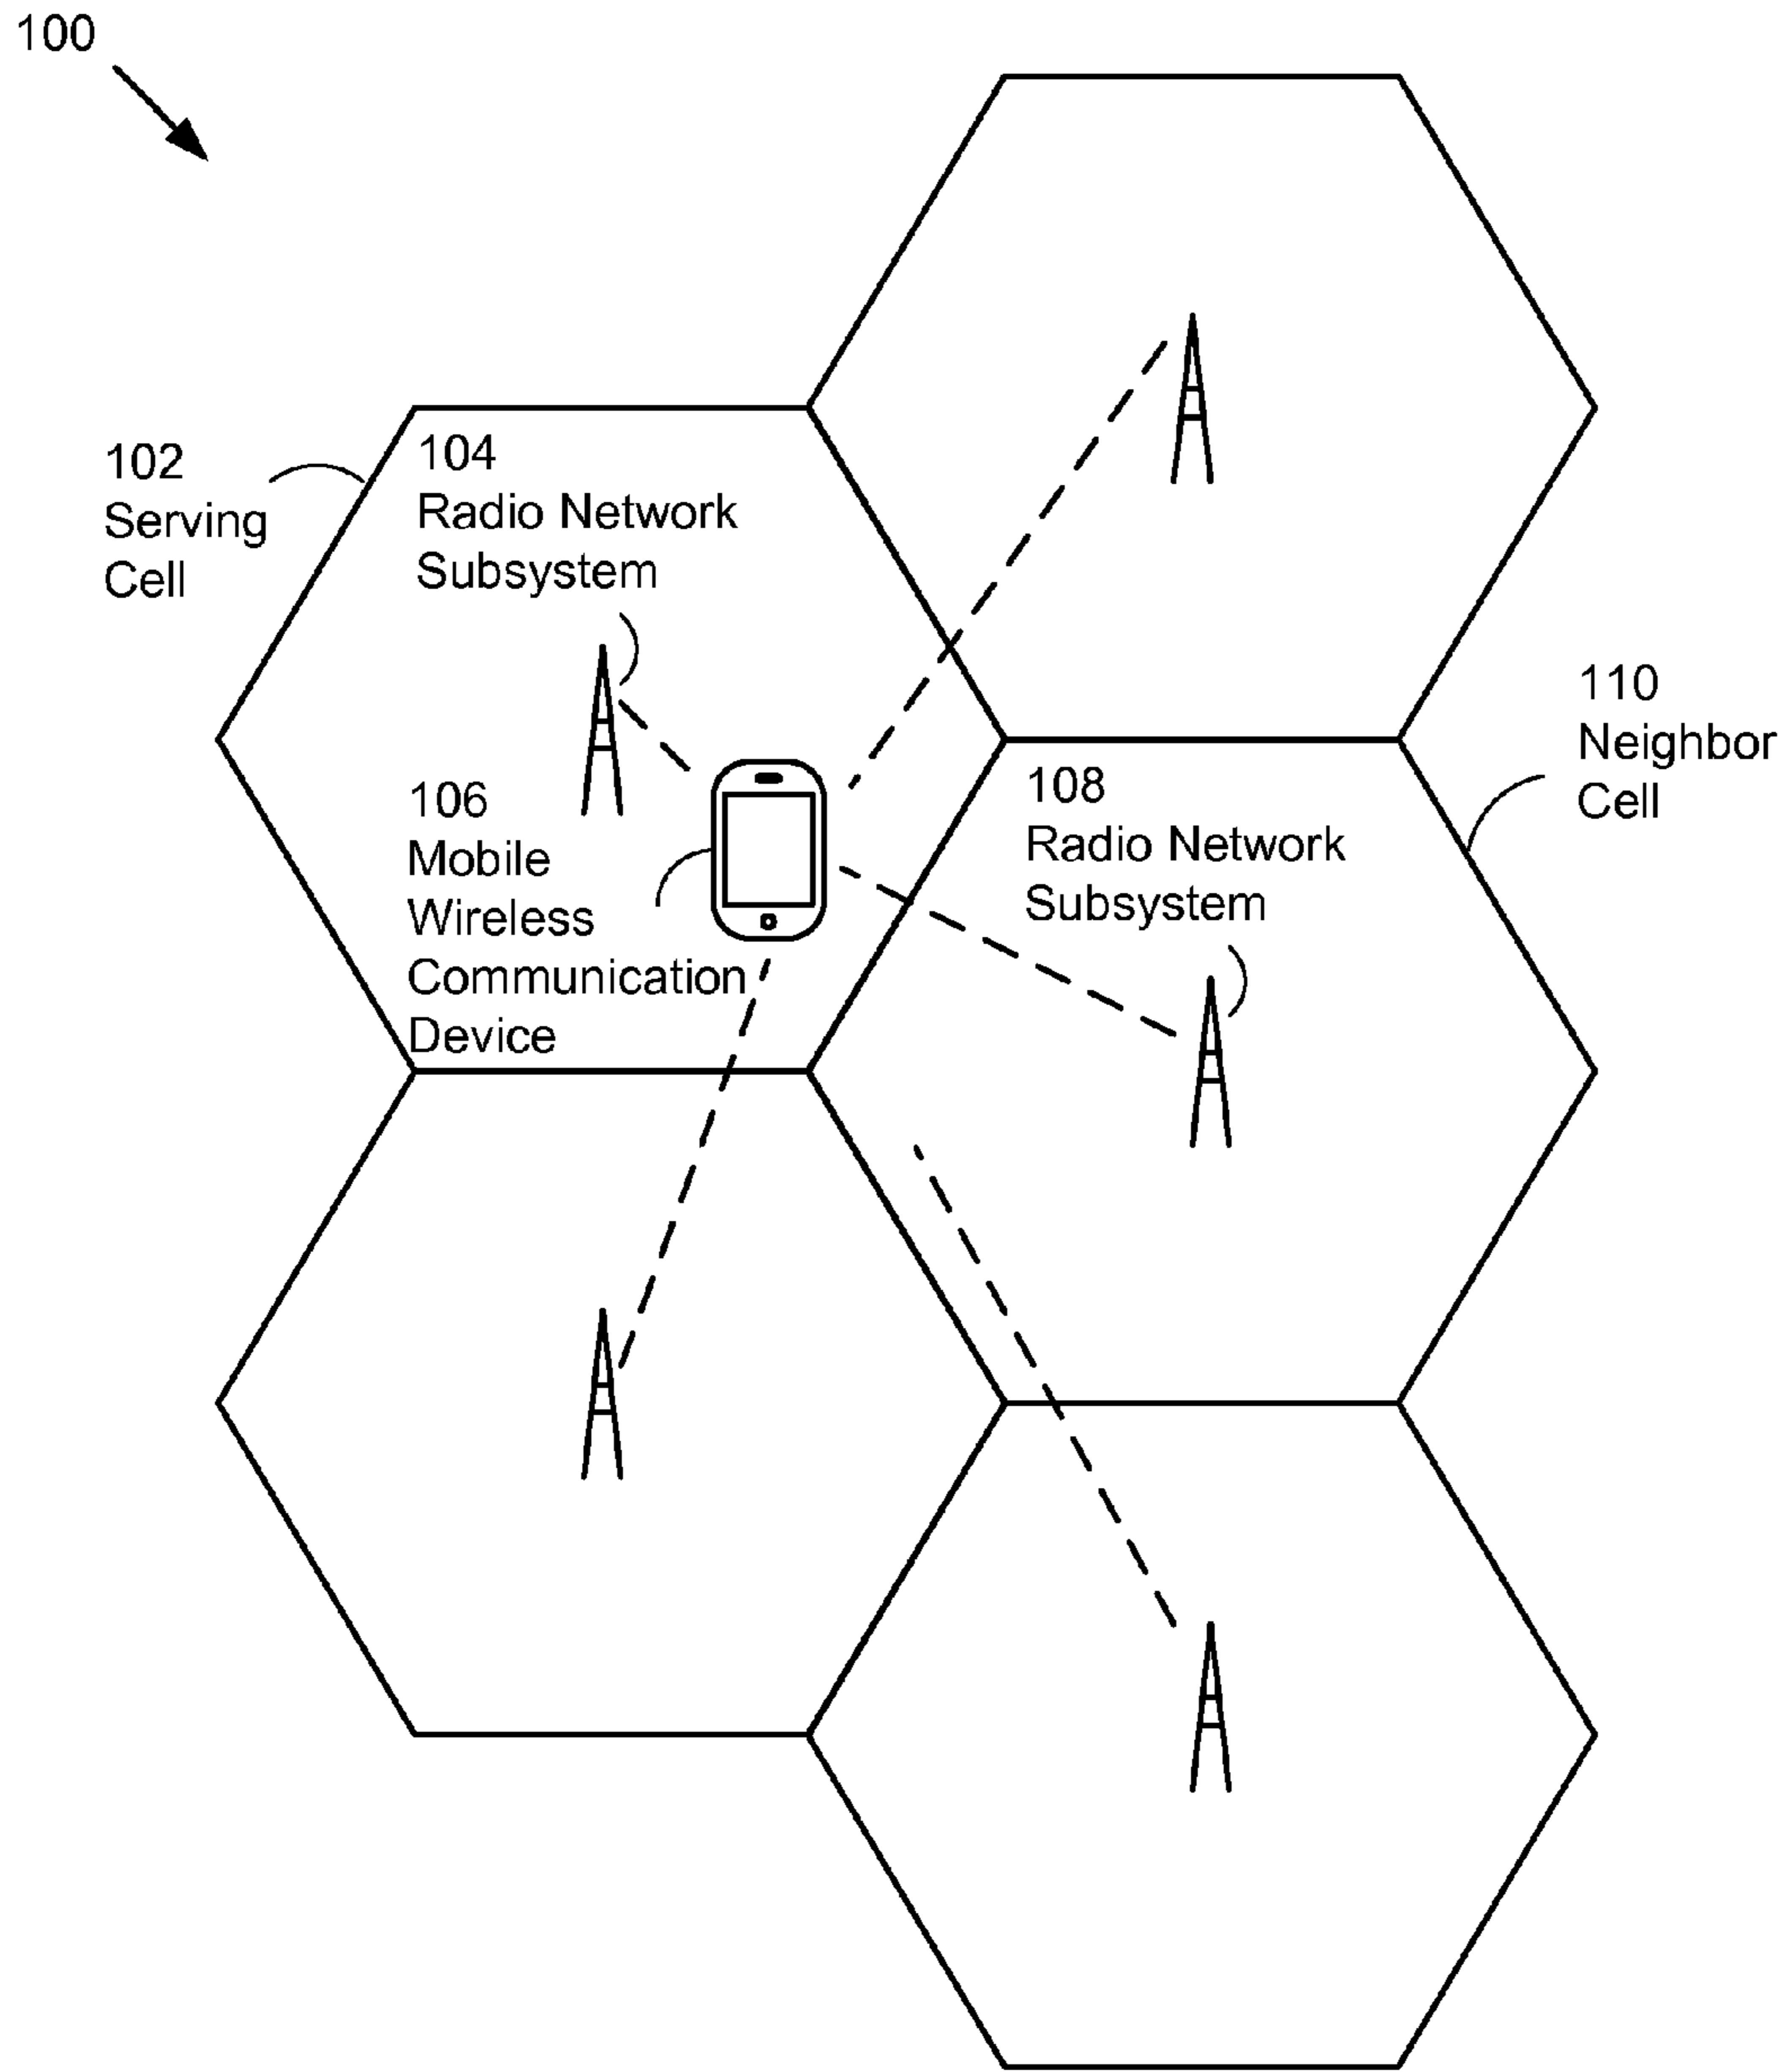 100
102
Serving
Cell
104
Radio Network
Subsystem
106
Mobile
Wireless
Communication
Device
108
Radio Network
Subsystem
110
Neighbor
Cell